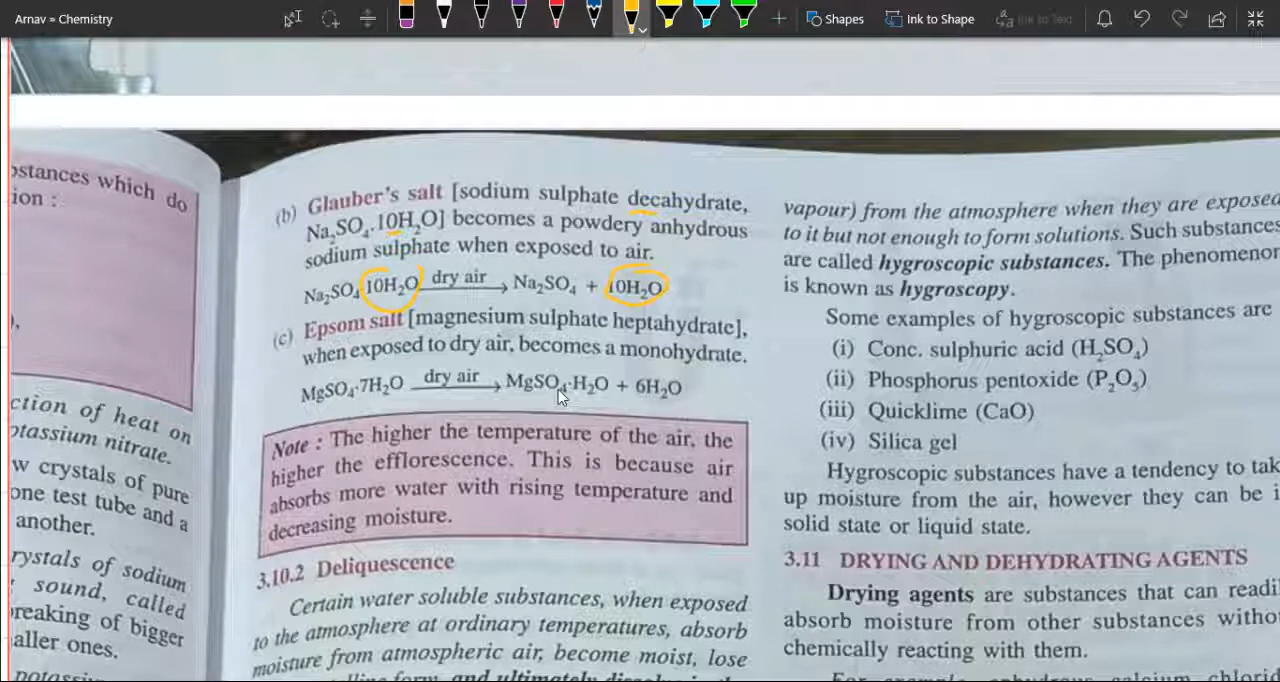 Arnav » Chemistry
Shapes
Ink to Shape
Ink to Text
which do
ion :
ction of heat on
nitrate.
w crystals of pure
one test tube and a
another.
of sodium
sound, called
of bigger
aller ones.
(b) Glauber's salt [sodium sulphate decahydrate,
Na₂SO₄·10H₂O] becomes a powdery anhydrous
sodium sulphate when exposed to air.
Na₂SO₄ 10H₂O dry air → Na₂SO₄ + 10H₂O
(c) Epsom salt [magnesium sulphate heptahydrate],
when exposed to dry air, becomes a monohydrate.
MgSO₄·7H₂O dry air → MgSO₄·H₂O + 6H₂O
Note : The higher the temperature of the air, the
higher the efflorescence. This is because air
absorbs more water with rising temperature and
decreasing moisture.
3.10.2 Deliquescence
Certain water soluble substances, when exposed
to the atmosphere at ordinary temperatures, absorb
moisture from atmospheric air, become moist, lose
and ultimately
vapour) from the atmosphere when they are exposed
to it but not enough to form solutions. Such substances
are called hygroscopic substances. The phenomenon
is known as hygroscopy.
Some examples of hygroscopic substances are
(i) Conc. sulphuric acid (H₂SO₄)
(ii) Phosphorus pentoxide (P₂O₅)
(iii) Quicklime (CaO)
(iv) Silica gel
Hygroscopic substances have a tendency to tak
up moisture from the air, however they can be i
solid state or liquid state.
3.11 DRYING AND DEHYDRATING AGENTS
Drying agents are substances that can readi
absorb moisture from other substances witho
chemically reacting with them.
For example, anhydrous calcium chlorid